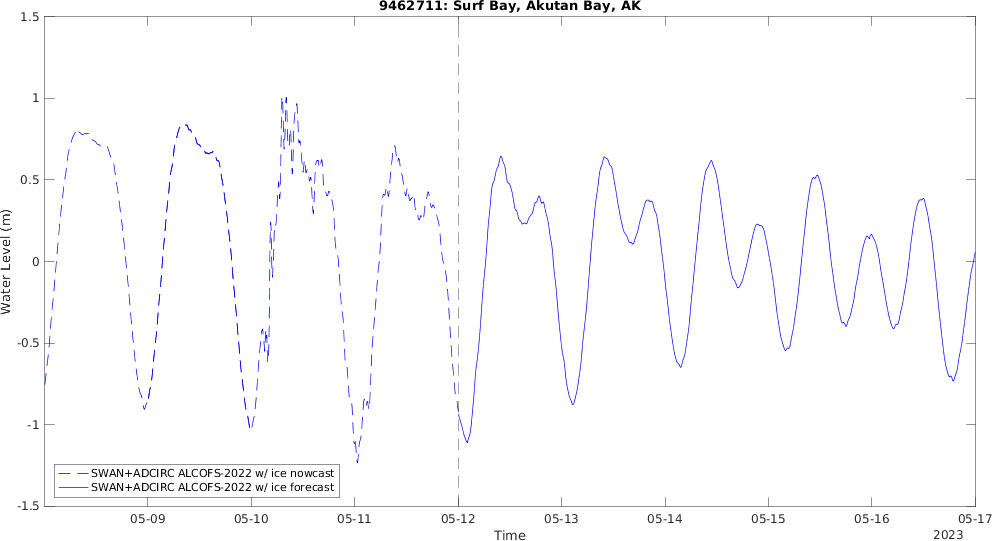 9462711: Surf Bay, Akutan Bay, AK
1.5
1
0.5
0
-0.5
-1
-1.5
Water Level (m)
SWAN+ADCIRC ALCOFS-2022 w/ ice nowcast
SWAN+ADCIRC ALCOFS-2022 w/ ice forecast
05-09 05-10 05-11 05-12 05-13 05-14 05-15 05-16 05-17
Time
2023